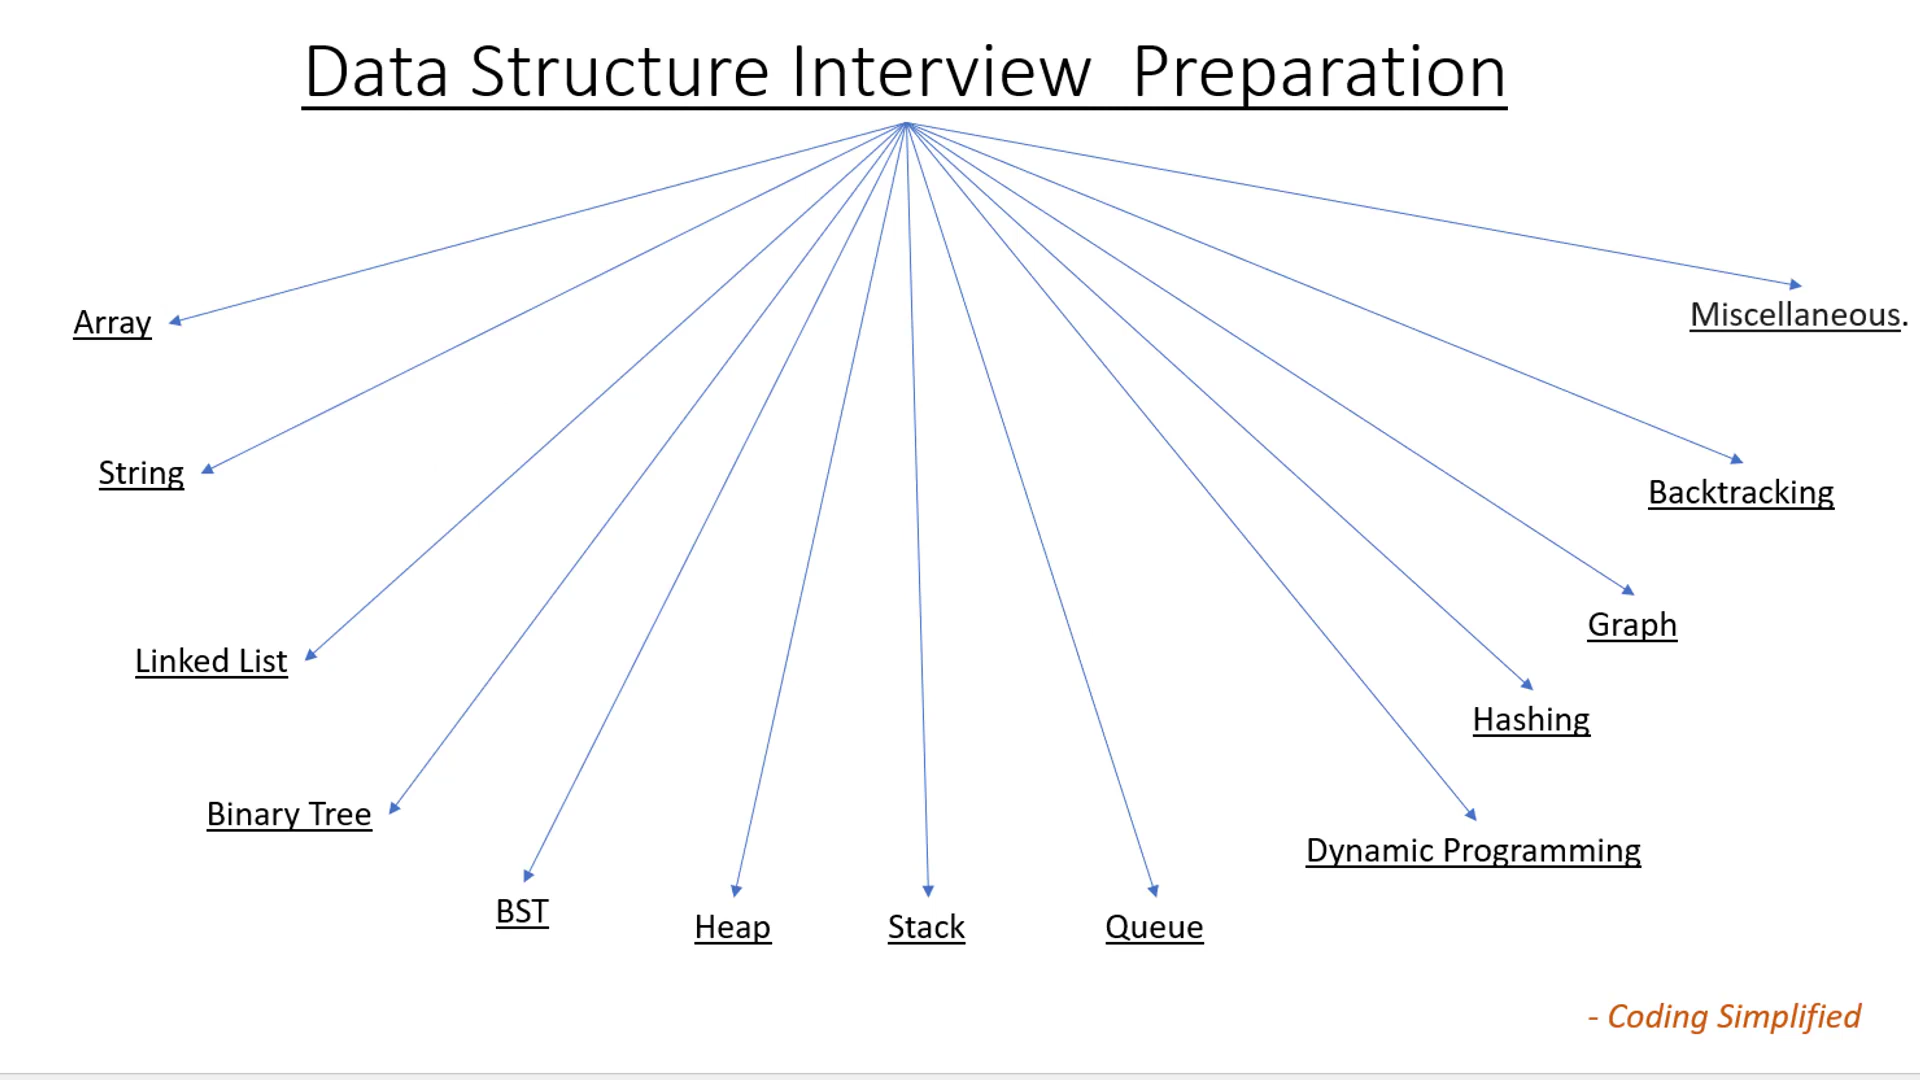 Data Structure Interview Preparation
Array
Miscellaneous.
String
Backtracking
Graph
Linked List
Hashing
Binary Tree
Dynamic Programming
BST
Heap
Stack
Queue
- Coding Simplified